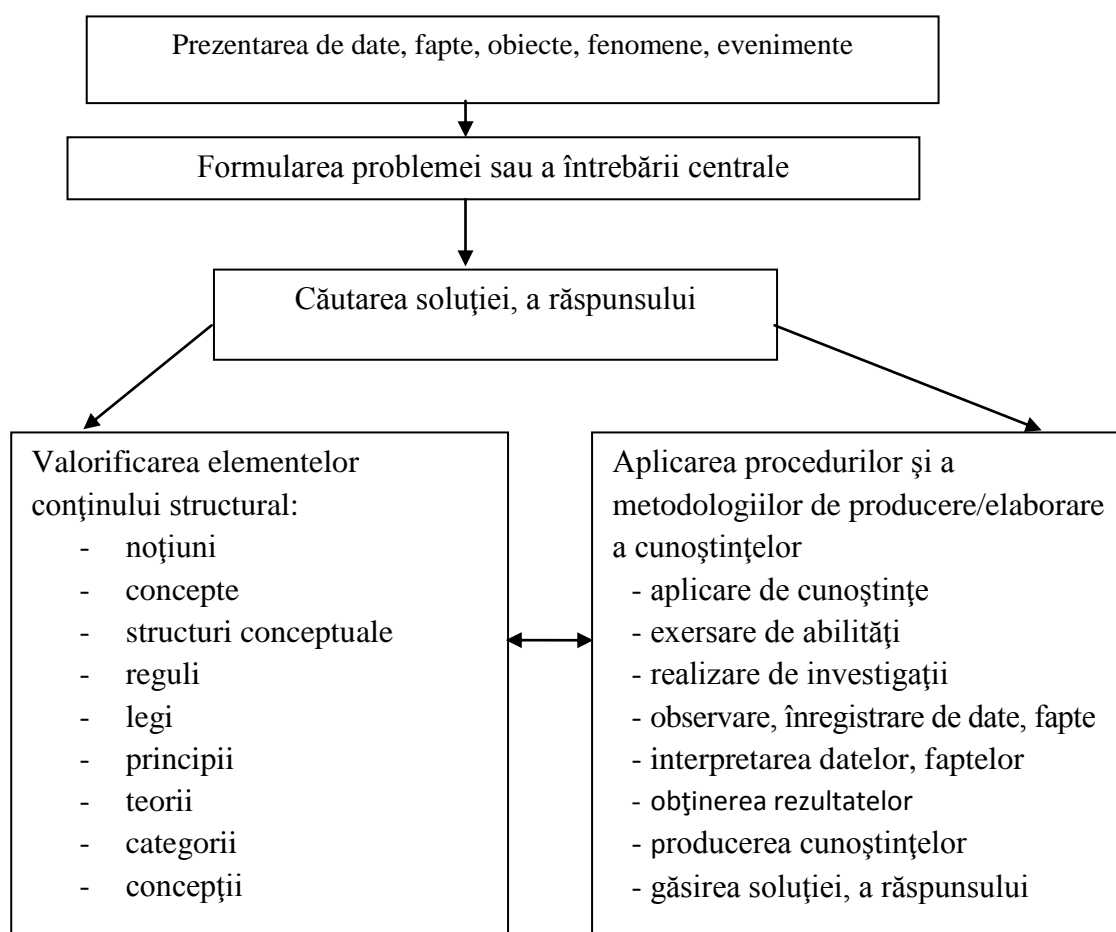 Prezentarea de date, fapte, obiecte, fenomene, evenimente
Formularea problemei sau a întrebării centrale
Căutarea soluţiei, a răspunsului
Valorificarea elementelor
conţinului structural:
- noţiuni
- concepte
- structuri conceptuale
- reguli
- legi
- principii
- teorii
- categorii
- concepţii
Aplicarea procedurilor şi a
metodologiilor de producere/elaborare
a cunoştinţelor
- aplicare de cunoştinţe
- exersare de abilităţi
- realizare de investigaţii
- observare, înregistrare de date, fapte
- interpretarea datelor, faptelor
- obţinerea rezultatelor
- producerea cunoştinţelor
- găsirea soluţiei, a răspunsului